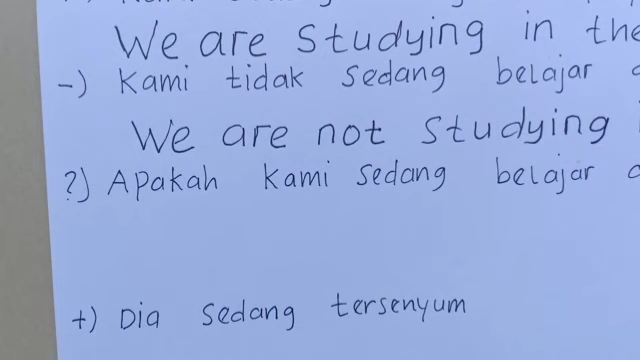 We are studying in the
-) Kami tidak sedang belajar
We are not studying
?) Apakah kami sedang belajar
+) Dia sedang tersenyum